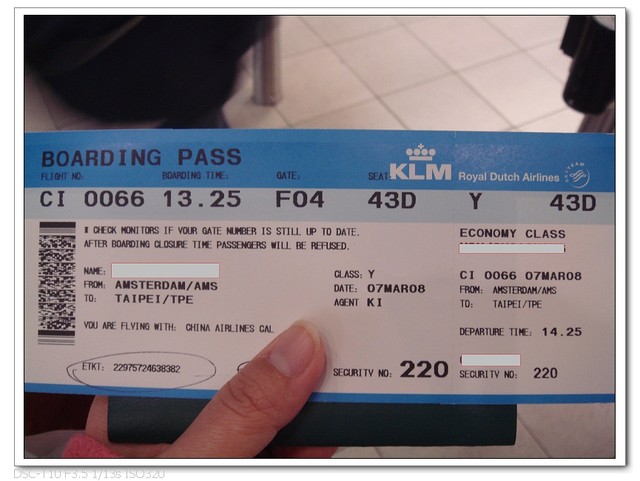 BOARDING PASS
KLM Royal Dutch Airlines
SKYTEAM
FLIGHT NO: BOARDING TIME: GATE: SEAT
CI 0066 13.25 F04 43D Y 43D
# CHECK MONITORS IF YOUR GATE NUMBER IS STILL UP TO DATE.
AFTER BOARDING CLOSURE TIME PASSENGERS WILL BE REFUSED.
ECONOMY CLASS
NAME:
FROM: AMSTERDAM/AMS
TO: TAIPEI/TPE
CLASS: Y
DATE: 07MAR08
AGENT KI
CI 0066 07MAR08
FROM: AMSTERDAM/AMS
TO: TAIPEI/TPE
YOU ARE FLYING WITH: CHINA AIRLINES CAL
DEPARTURE TIME: 14.25
ETKT: 22975724638382
SECURITY NO: 220
SECURITY NO: 220
DSC-T10 F3.5 1/13s ISO320